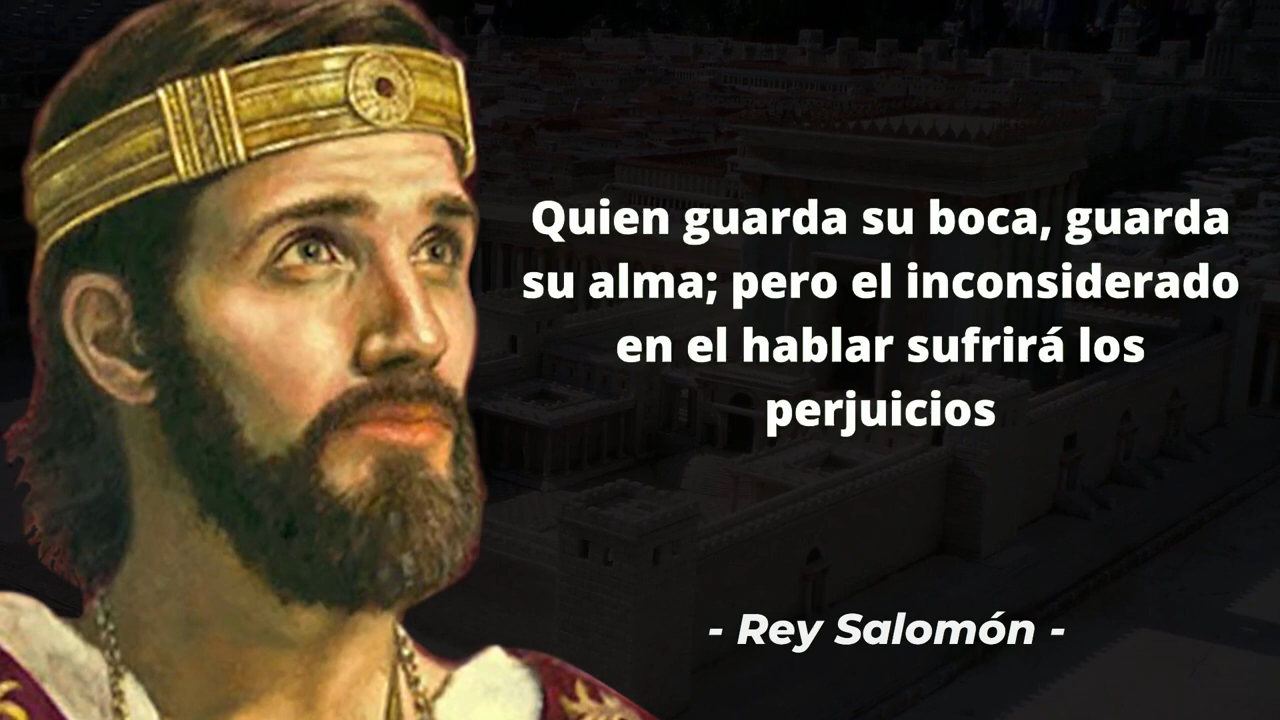 Quien guarda su boca, guarda
su alma; pero el inconsiderado
en el hablar sufrirá los
perjuicios
- Rey Salomón -